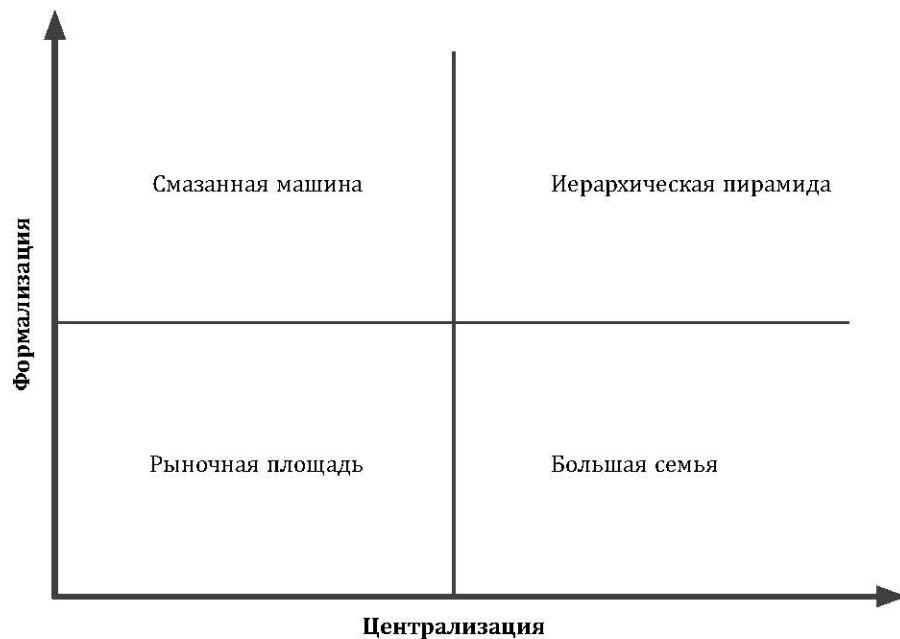 Смазанная машина
Иерархическая пирамида
Формализация
Рыночная площадь
Большая семья
Централизация